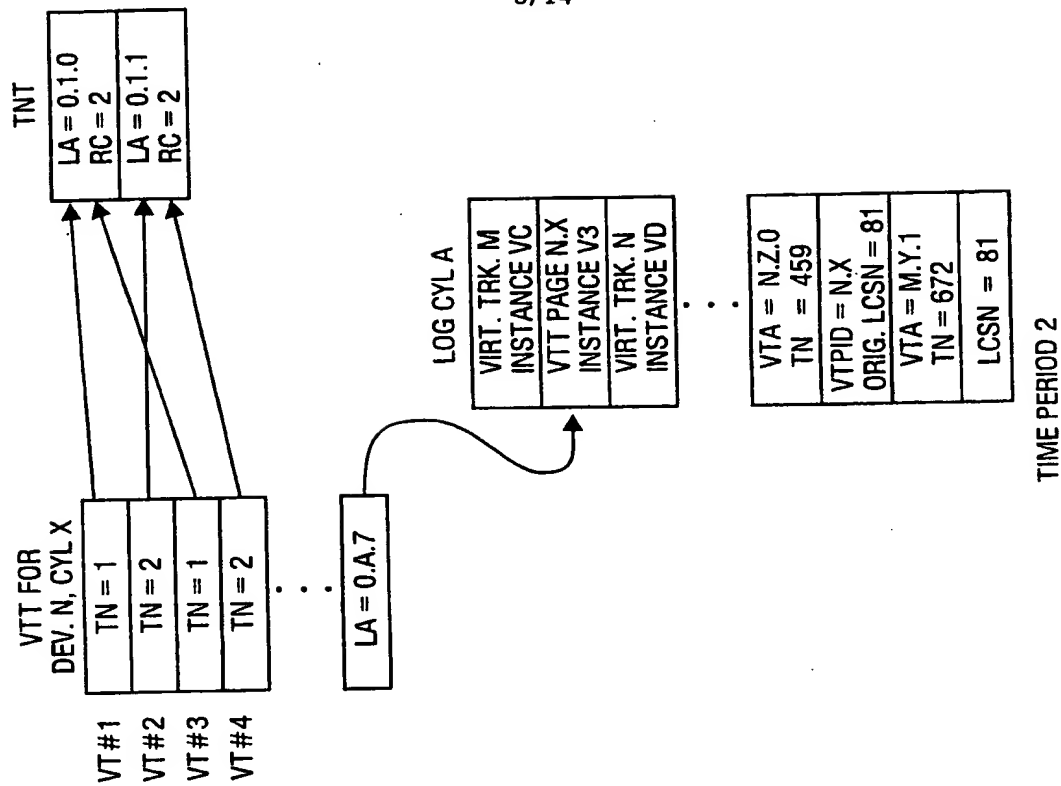 VTT FOR
DEV. N, CYL X
VT#1
TN = 1
VT#2
TN = 2
VT#3
TN = 1
VT#4
TN = 2
LA = 0.A.7
TNT
LA = 0.1.0
RC = 2
LA = 0.1.1
RC = 2
LOG CYL A
VIRT. TRK. M
INSTANCE VC
VTT PAGE N.X
INSTANCE V3
VIRT. TRK. N
INSTANCE VD
VTA = N.Z.0
TN = 459
VTPID = N.X
ORIG. LCSN = 81
VTA = M.Y.1
TN = 672
LCSN = 81
TIME PERIOD 2